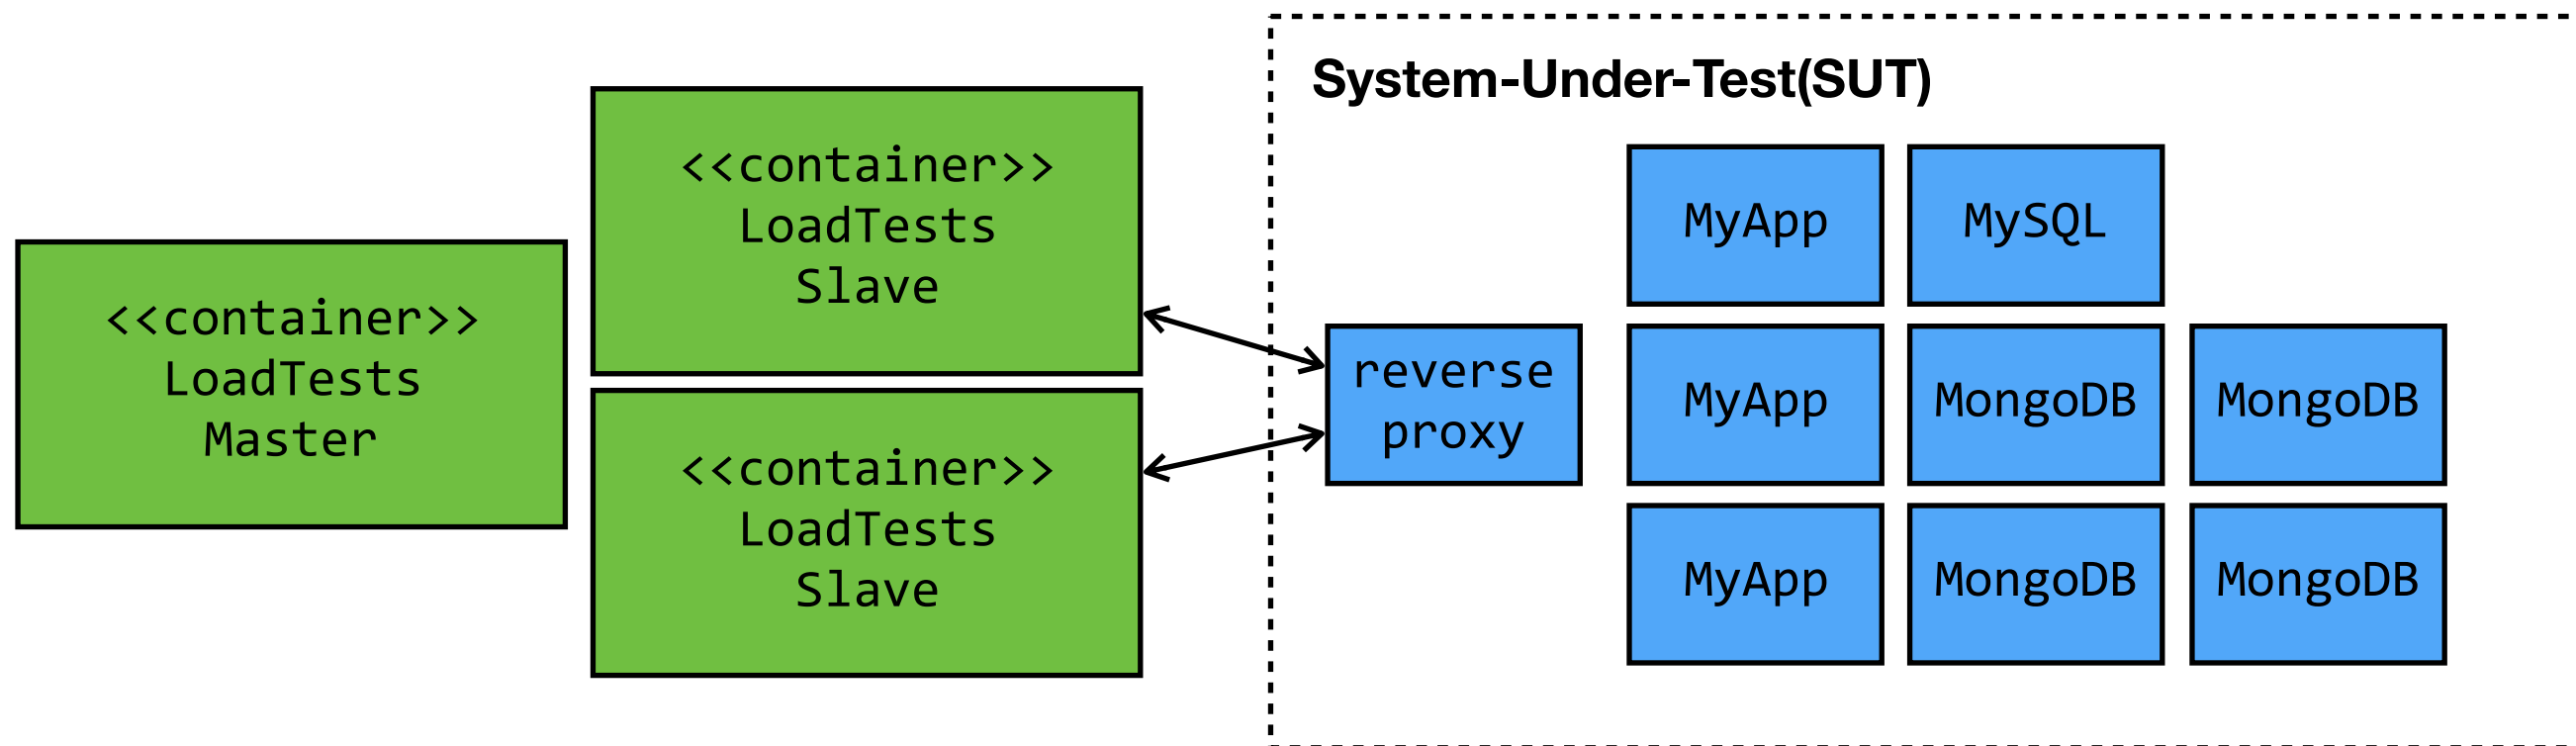 System-Under-Test(SUT)
<<container>>
LoadTests
Master
<<container>>
LoadTests
Slave
<<container>>
LoadTests
Slave
reverse
proxy
MyApp
MySQL
MyApp
MongoDB
MongoDB
MyApp
MongoDB
MongoDB